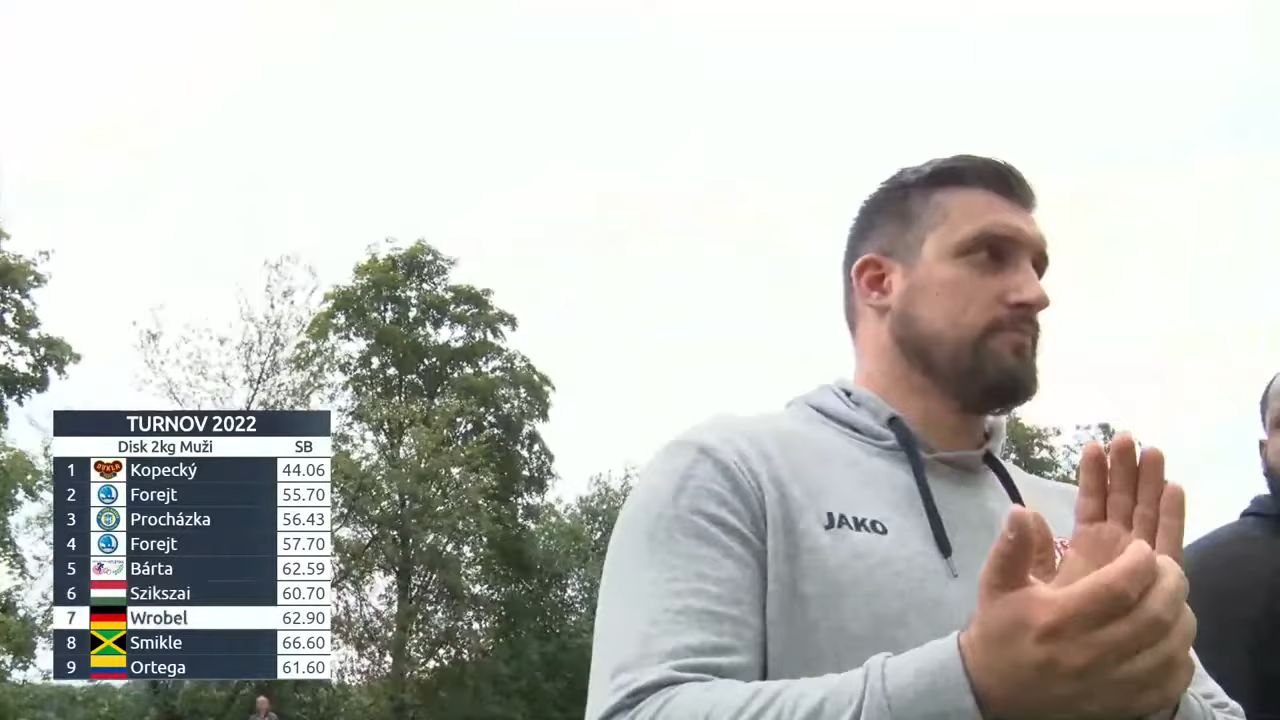 TURNOV 2022
Disk 2kg Muži SB
1 Kopecký 44.06
2 Forejt 55.70
3 Procházka 56.43
4 Forejt 57.70
5 Bárta 62.59
6 Szikszai 60.70
7 Wrobel 62.90
8 Smikle 66.60
9 Ortega 61.60
JAKO